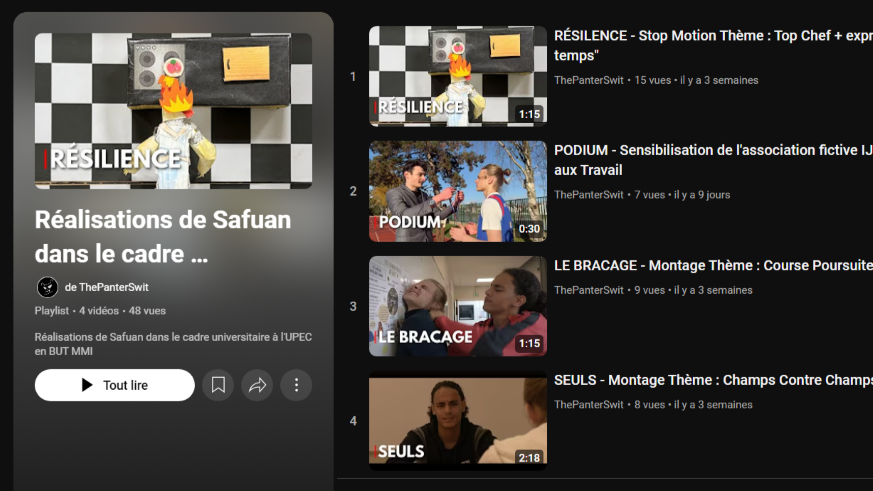 RÉSILIENCE
Réalisations de Safuan
dans le cadre ...
de ThePanterSwit
Playlist • 4 vidéos • 48 vues
Réalisations de Safuan dans le cadre universitaire à l'UPEC
en BUT MMI
Tout lire
1
RÉSILIENCE
1:15
RÉSILENCE - Stop Motion Thème : Top Chef + expr
temps"
ThePanterSwit • 15 vues • il y a 3 semaines
2
PODIUM
0:30
PODIUM - Sensibilisation de l'association fictive IJ
aux Travail
ThePanterSwit • 7 vues • il y a 9 jours
3
LE BRACAGE
1:15
LE BRACAGE - Montage Thème : Course Poursuite
ThePanterSwit • 9 vues • il y a 3 semaines
4
SEULS
2:18
SEULS - Montage Thème : Champs Contre Champs
ThePanterSwit • 8 vues • il y a 3 semaines